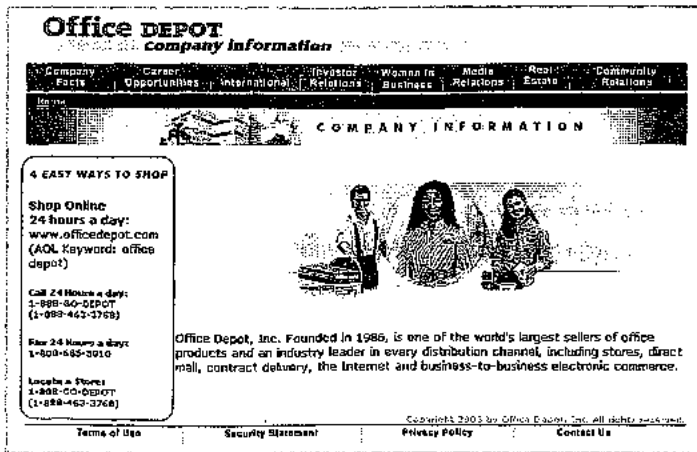 Office DEPOT
Company Information
Company Facts
Career Opportunities
International
Investor Relations
Women In Business
Media Relations
Real Estate
Community Relations
Home
COMPANY INFORMATION
4 EASY WAYS TO SHOP
Shop Online
24 hours a day:
www.officedepot.com
(AOL Keyword: office
depot)
Call 24 Hours a day:
1-888-GO-DEPOT
(1-888-463-3768)
Fax 24 Hours a day:
1-800-685-5010
Locate a Store:
1-888-GO-DEPOT
(1-888-463-3768)
Office Depot, Inc. Founded in 1986, is one of the world's largest sellers of office
products and an industry leader in every distribution channel, including stores, direct
mail, contract delivery, the Internet and business-to-business electronic commerce.
Copyright 2003 by Office Depot, Inc. All rights reserved.
Terms of Use
Security Statement
Privacy Policy
Contact Us